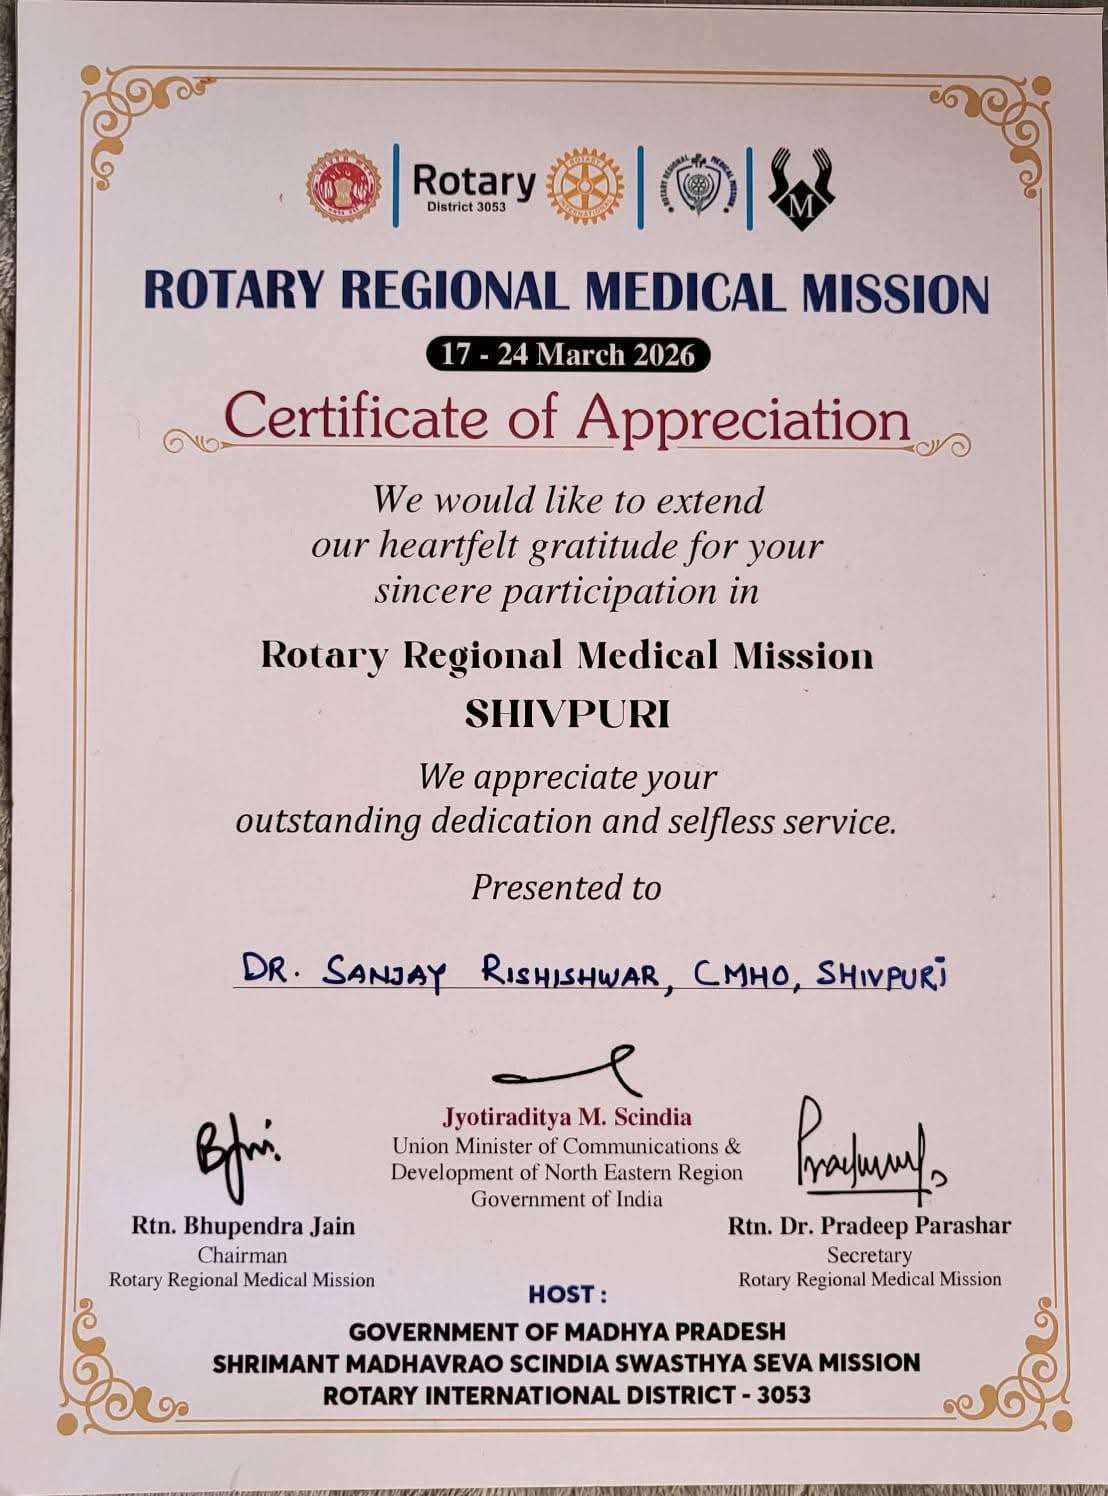 Rotary
District 3053
M
ROTARY REGIONAL MEDICAL MISSION
17 - 24 March 2026
Certificate of Appreciation
We would like to extend
our heartfelt gratitude for your
sincere participation in
Rotary Regional Medical Mission
SHIVPURI
We appreciate your
outstanding dedication and selfless service.
Presented to
DR. SANJAY RISHISHWAR, CMHO, SHIVPURI
Jyotiraditya M. Scindia
Union Minister of Communications &
Development of North Eastern Region
Government of India
Rtn. Bhupendra Jain
Chairman
Rotary Regional Medical Mission
Rtn. Dr. Pradeep Parashar
Secretary
Rotary Regional Medical Mission
HOST :
GOVERNMENT OF MADHYA PRADESH
SHRIMANT MADHAVRAO SCINDIA SWASTHYA SEVA MISSION
ROTARY INTERNATIONAL DISTRICT - 3053